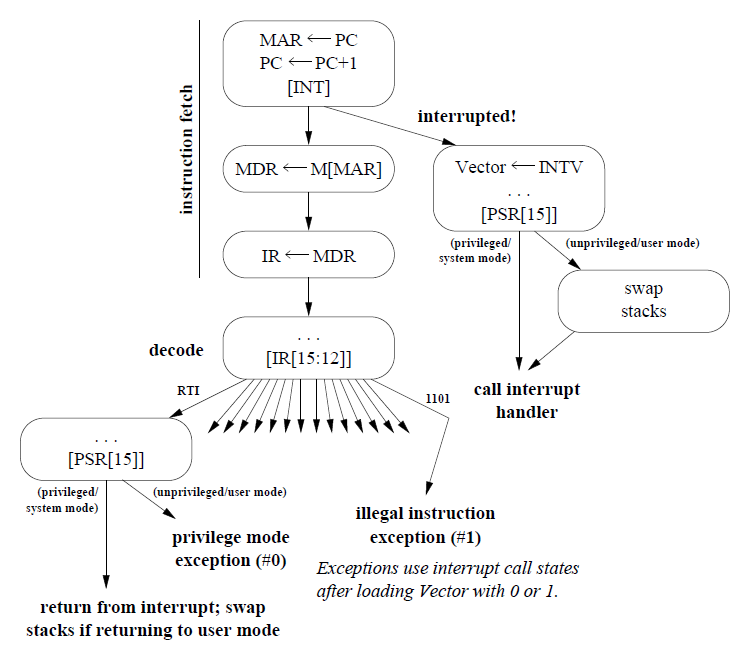 MAR ← PC
PC ← PC+1
[INT]
instruction fetch
interrupted!
MDR ← M[MAR]
Vector ← INTV
. . .
[PSR[15]]
(privileged/
system mode)
(unprivileged/user mode)
IR ← MDR
swap
stacks
. . .
[IR[15:12]]
decode
call interrupt
handler
RTI
1101
. . .
[PSR[15]]
(privileged/
system mode)
(unprivileged/user mode)
privilege mode
exception (#0)
illegal instruction
exception (#1)
Exceptions use interrupt call states
after loading Vector with 0 or 1.
return from interrupt; swap
stacks if returning to user mode